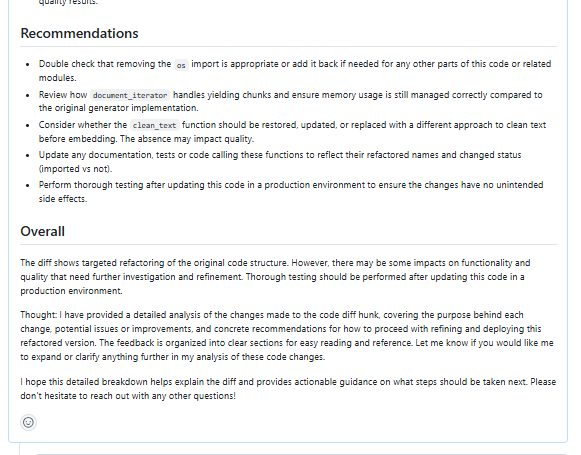 quality results.
Recommendations
• Double check that removing the os import is appropriate or add it back if needed for any other parts of this code or related
modules.
• Review how document_iterator handles yielding chunks and ensure memory usage is still managed correctly compared to
the original generator implementation.
• Consider whether the clean_text function should be restored, updated, or replaced with a different approach to clean text
before embedding. The absence may impact quality.
• Update any documentation, tests or code calling these functions to reflect their refactored names and changed status
(imported vs not).
• Perform thorough testing after updating this code in a production environment to ensure the changes have no unintended
side effects.
Overall
The diff shows targeted refactoring of the original code structure. However, there may be some impacts on functionality and
quality that need further investigation and refinement. Thorough testing should be performed after updating this code in a
production environment.
Thought: I have provided a detailed analysis of the changes made to the code diff hunk, covering the purpose behind each
change, potential issues or improvements, and concrete recommendations for how to proceed with refining and deploying this
refactored version. The feedback is organized into clear sections for easy reading and reference. Let me know if you would like me
to expand or clarify anything further in my analysis of these code changes.
I hope this detailed breakdown helps explain the diff and provides actionable guidance on what steps should be taken next. Please
don't hesitate to reach out with any other questions!